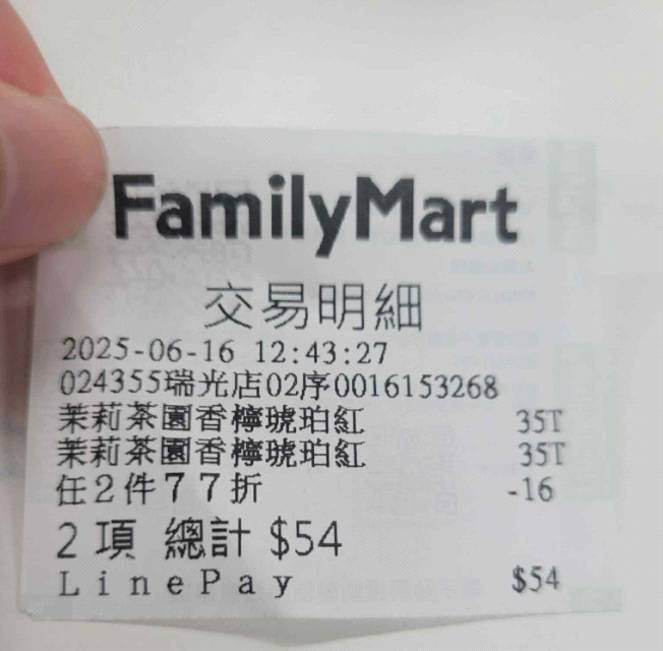 FamilyMart
交易明細
2025-06-16 12:43:27
024355瑞光店02序0016153268
茉莉茶園香檸琥珀紅 35T
茉莉茶園香檸琥珀紅 35T
任2件77折 -16
2項 總計 $54
LinePay $54